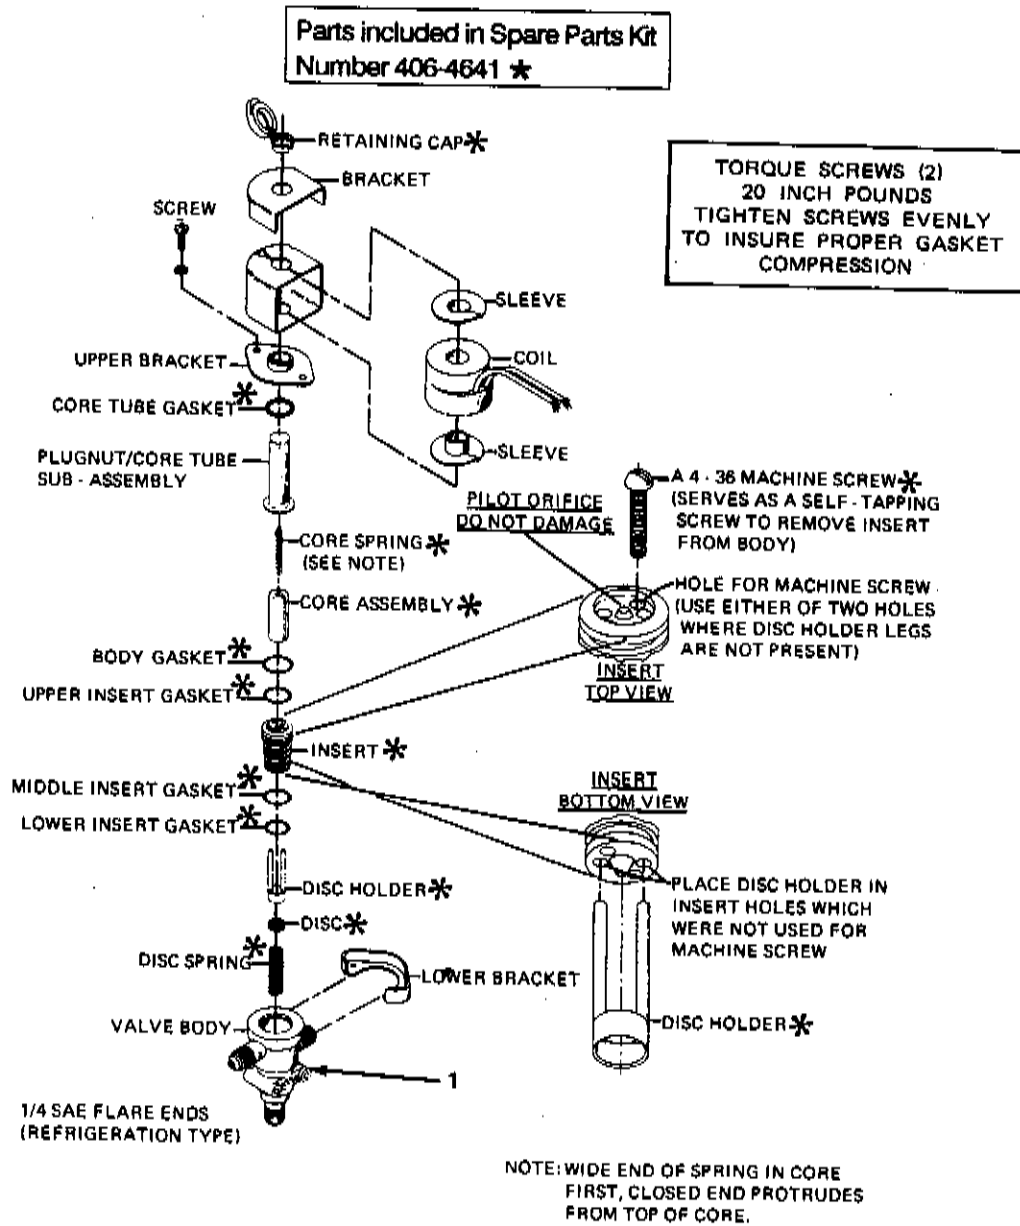 Parts included in Spare Parts Kit
Number 406-4641 ★
RETAINING CAP*
BRACKET
SCREW
TORQUE SCREWS (2)
20 INCH POUNDS
TIGHTEN SCREWS EVENLY
TO INSURE PROPER GASKET
COMPRESSION
SLEEVE
UPPER BRACKET
COIL
CORE TUBE GASKET*
PLUGNUT/CORE TUBE
SUB - ASSEMBLY
SLEEVE
A 4 - 36 MACHINE SCREW*
(SERVES AS A SELF - TAPPING
SCREW TO REMOVE INSERT
FROM BODY)
PILOT ORIFICE
DO NOT DAMAGE
CORE SPRING*
(SEE NOTE)
CORE ASSEMBLY*
HOLE FOR MACHINE SCREW
(USE EITHER OF TWO HOLES
WHERE DISC HOLDER LEGS
ARE NOT PRESENT)
BODY GASKET*
UPPER INSERT GASKET*
INSERT
TOP VIEW
INSERT*
MIDDLE INSERT GASKET*
LOWER INSERT GASKET*
INSERT
BOTTOM VIEW
DISC HOLDER*
DISC*
DISC SPRING*
PLACE DISC HOLDER IN
INSERT HOLES WHICH
WERE NOT USED FOR
MACHINE SCREW
LOWER BRACKET
VALVE BODY
DISC HOLDER*
1
1/4 SAE FLARE ENDS
(REFRIGERATION TYPE)
NOTE: WIDE END OF SPRING IN CORE
FIRST, CLOSED END PROTRUDES
FROM TOP OF CORE.